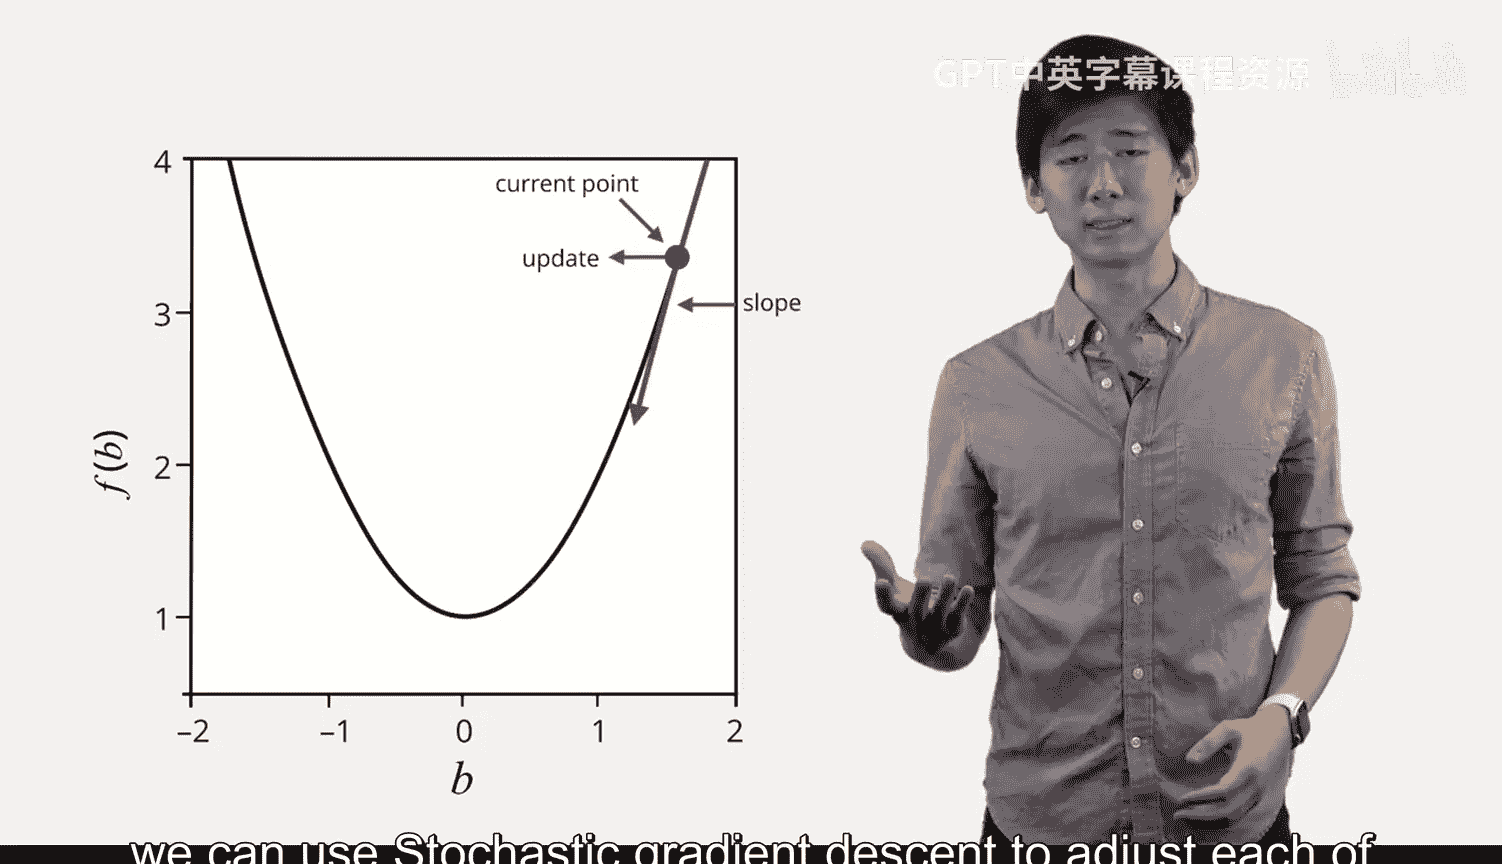 GPT中英字幕课程资源
4
current point
update
slope
3
2
1
f(b)
–2
–1
0
1
2
b
we can use Stochastic gradient descent to adjust each of